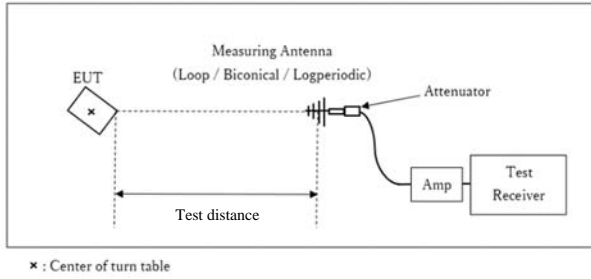 Measuring Antenna
(Loop / Biconical / Logperiodic)
EUT
Attenuator
Amp
Test
Receiver
Test distance
× : Center of turn table